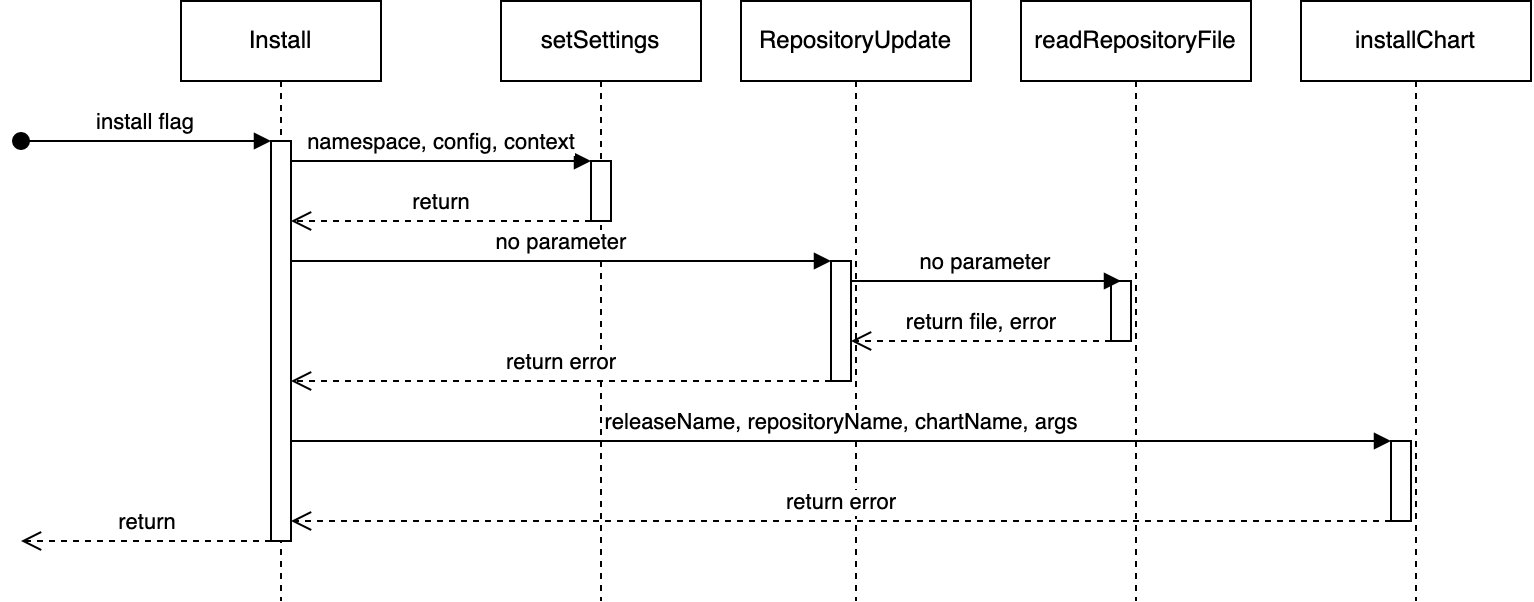 Install
setSettings
RepositoryUpdate
readRepositoryFile
installChart
install flag
namespace, config, context
return
no parameter
no parameter
return file, error
return error
releaseName, repositoryName, chartName, args
return error
return